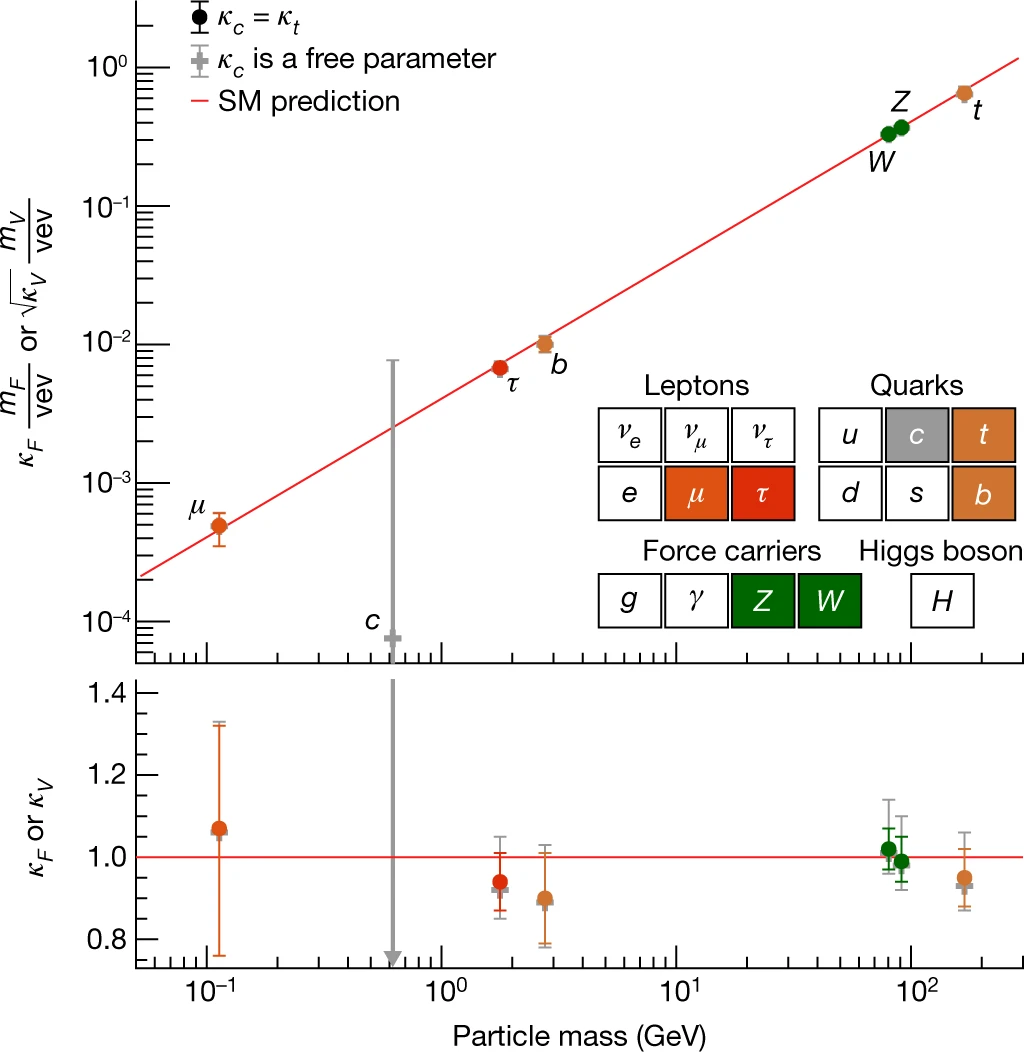 κc = κt
κc is a free parameter
SM prediction
κF mF/vev or √κV mV/vev
10⁰
10⁻¹
10⁻²
10⁻³
10⁻⁴
Z
t
W
b
τ
μ
c
Leptons
νe νμ ντ
e μ τ
Quarks
u c t
d s b
Force carriers
g γ Z W
Higgs boson
H
κF or κV
1.4
1.2
1.0
0.8
10⁻¹ 10⁰ 10¹ 10²
Particle mass (GeV)